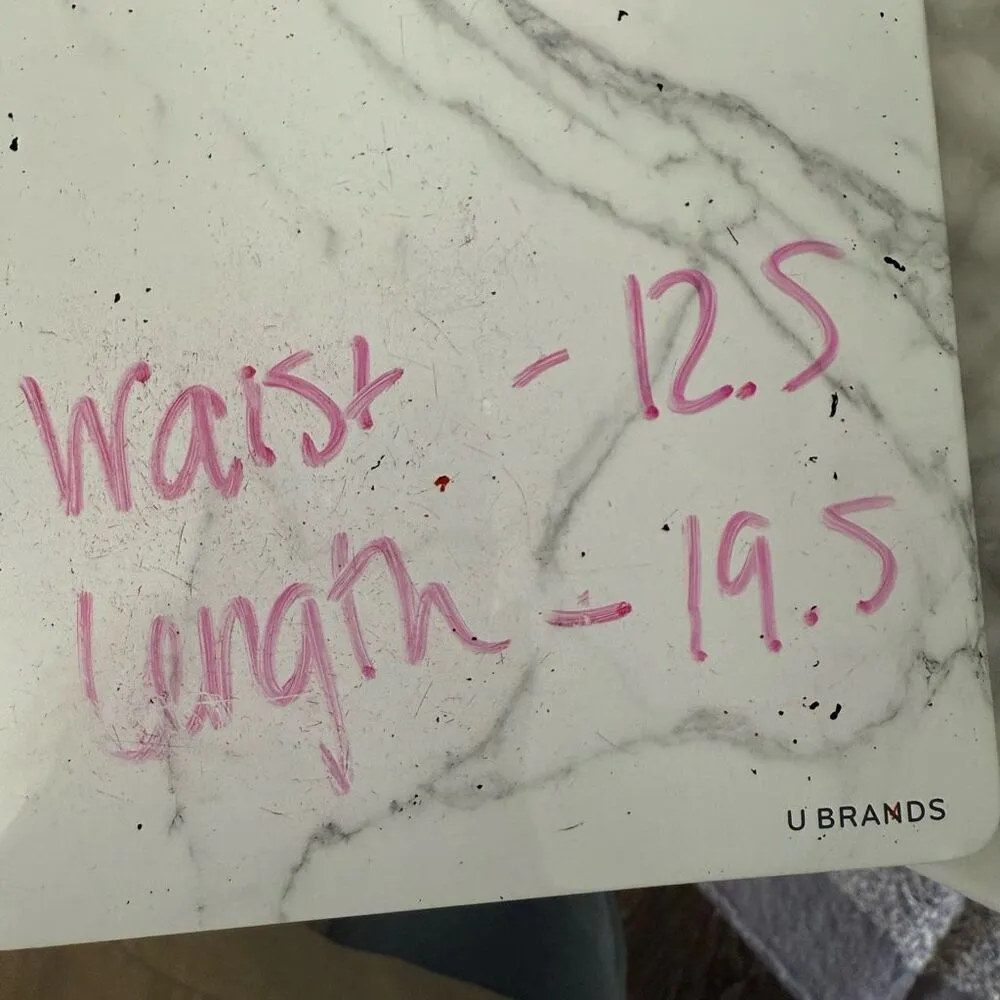 Waist - 12.5
Length - 19.5
U BRANDS